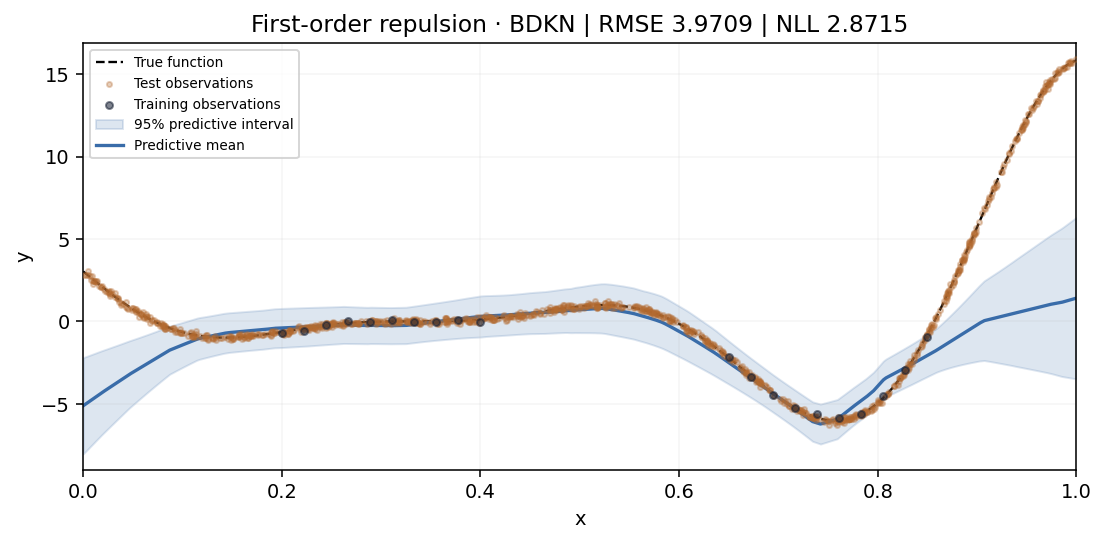 First-order repulsion · BDKN | RMSE 3.9709 | NLL 2.8715
True function
Test observations
Training observations
95% predictive interval
Predictive mean
15
10
5
0
−5
y
0.0 0.2 0.4 0.6 0.8 1.0
x